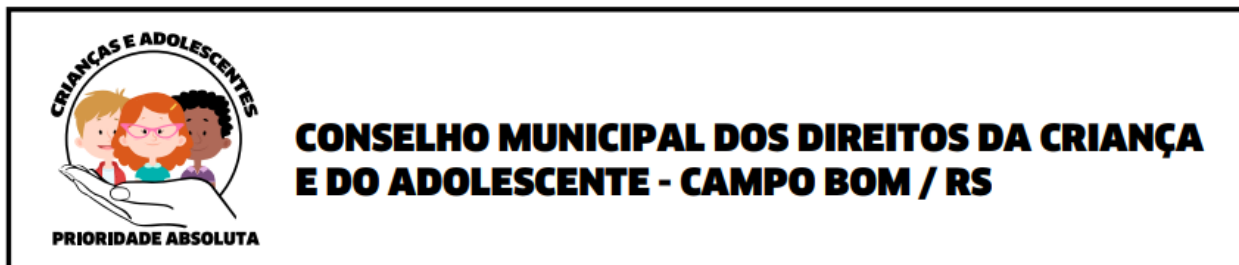 CRIANÇAS E ADOLESCENTES
PRIORIDADE ABSOLUTA
CONSELHO MUNICIPAL DOS DIREITOS DA CRIANÇA
E DO ADOLESCENTE - CAMPO BOM / RS